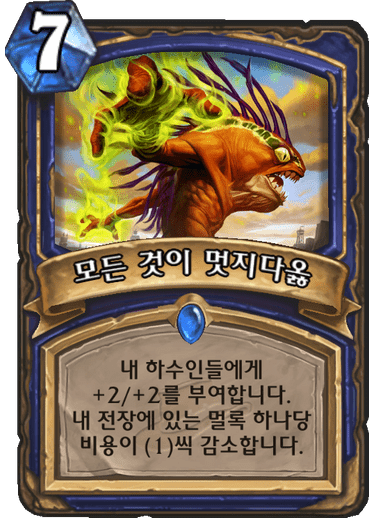 7
모든 것이 멋지다옳
내 하수인들에게
+2/+2를 부여합니다.
내 전장에 있는 멀록 하나당
비용이 (1)씩 감소합니다.